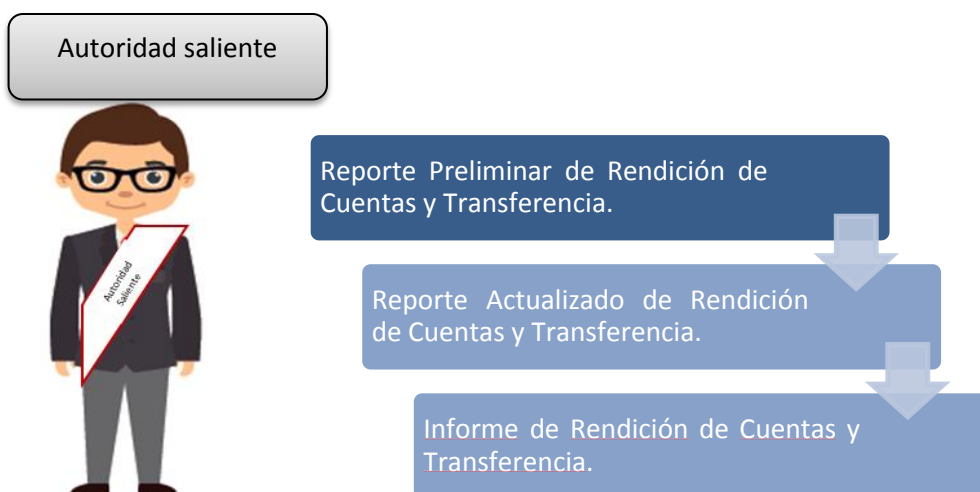 Autoridad saliente
Autoridad
Saliente
Reporte Preliminar de Rendición de
Cuentas y Transferencia.
Reporte Actualizado de Rendición
de Cuentas y Transferencia.
Informe de Rendición de Cuentas y
Transferencia.